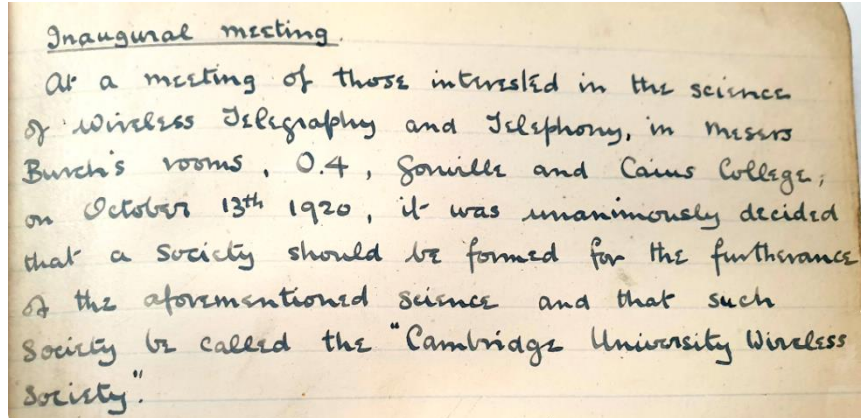 Inaugural meeting.
At a meeting of those interested in the science
of Wireless Telegraphy and Telephony, in Messrs
Burch's rooms, O.4, Gonville and Caius College,
on October 13th 1920, it was unanimously decided
that a Society should be formed for the furtherance
of the aforementioned science and that such
Society be called the "Cambridge University Wireless
Society".